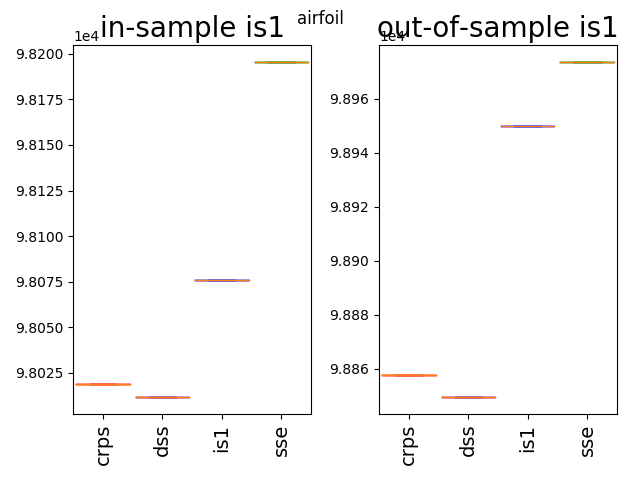 airfoil
in-sample is1
1e4
9.8200
9.8175
9.8150
9.8125
9.8100
9.8075
9.8050
9.8025
crps
dss
is1
sse
out-of-sample is1
1e4
9.896
9.894
9.892
9.890
9.888
9.886
crps
dss
is1
sse